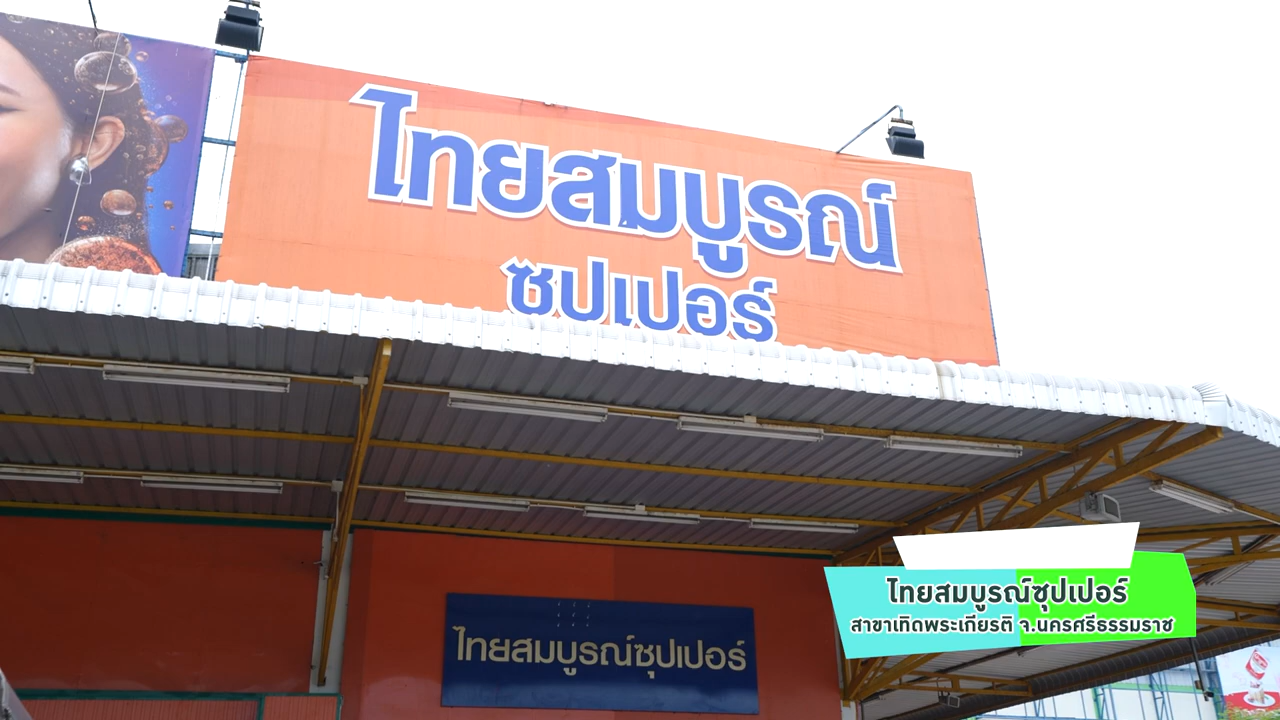 ไทยสมบูรณ์
ซุปเปอร์
ไทยสมบูรณ์ซุปเปอร์
ไทยสมบูรณ์ซุปเปอร์
สาขาเทิดพระเกียรติ จ.นครศรีธรรมราช